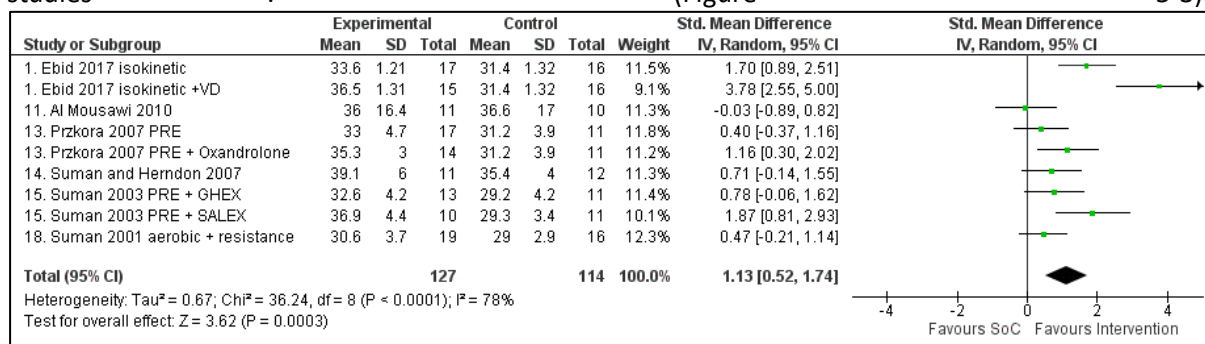 studies (Figure
Experimental Control Std. Mean Difference Std. Mean Difference
Study or Subgroup Mean SD Total Mean SD Total Weight IV, Random, 95% CI IV, Random, 95% CI
1. Ebid 2017 isokinetic 33.6 1.21 17 31.4 1.32 16 11.5% 1.70 [0.89, 2.51]
1. Ebid 2017 isokinetic +VD 36.5 1.31 15 31.4 1.32 16 9.1% 3.78 [2.55, 5.00]
11. Al Mousawi 2010 36 16.4 11 36.6 17 10 11.3% -0.03 [-0.89, 0.82]
13. Przkora 2007 PRE 33 4.7 17 31.2 3.9 11 11.8% 0.40 [-0.37, 1.16]
13. Przkora 2007 PRE + Oxandrolone 35.3 3 14 31.2 3.9 11 11.2% 1.16 [0.30, 2.02]
14. Suman and Herndon 2007 39.1 6 11 35.4 4 12 11.3% 0.71 [-0.14, 1.55]
15. Suman 2003 PRE + GHEX 32.6 4.2 13 29.2 4.2 11 11.4% 0.78 [-0.06, 1.62]
15. Suman 2003 PRE + SALEX 36.9 4.4 10 29.3 3.4 11 10.1% 1.87 [0.81, 2.93]
18. Suman 2001 aerobic + resistance 30.6 3.7 19 29 2.9 16 12.3% 0.47 [-0.21, 1.14]
Total (95% CI) 127 114 100.0% 1.13 [0.52, 1.74]
Heterogeneity: Tau² = 0.67; Chi² = 36.24, df = 8 (P < 0.0001); I² = 78%
Test for overall effect: Z = 3.62 (P = 0.0003)
-4 -2 0 2 4
Favours SoC Favours Intervention